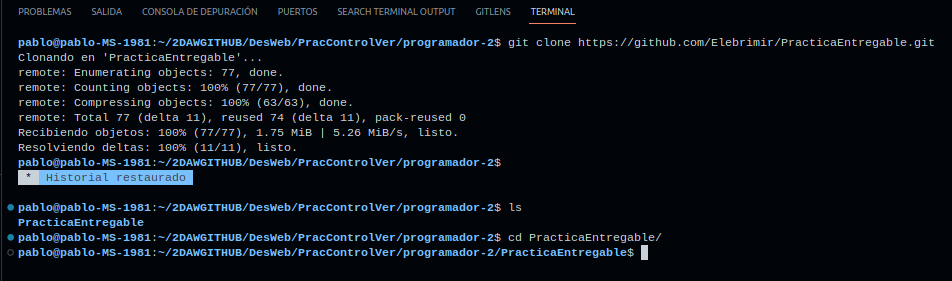 PROBLEMAS SALIDA CONSOLA DE DEPURACIÓN PUERTOS SEARCH TERMINAL OUTPUT GITLENS TERMINAL
pablo@pablo-MS-1981:~/2DAWGITHUB/DesWeb/PracControlVer/programador-2$ git clone https://github.com/Elebrimir/PracticaEntregable.git
Clonando en 'PracticaEntregable'...
remote: Enumerating objects: 77, done.
remote: Counting objects: 100% (77/77), done.
remote: Compressing objects: 100% (63/63), done.
remote: Total 77 (delta 11), reused 74 (delta 11), pack-reused 0
Recibiendo objetos: 100% (77/77), 1.75 MiB | 5.26 MiB/s, listo.
Resolviendo deltas: 100% (11/11), listo.
pablo@pablo-MS-1981:~/2DAWGITHUB/DesWeb/PracControlVer/programador-2$
* Historial restaurado
pablo@pablo-MS-1981:~/2DAWGITHUB/DesWeb/PracControlVer/programador-2$ ls
PracticaEntregable
pablo@pablo-MS-1981:~/2DAWGITHUB/DesWeb/PracControlVer/programador-2$ cd PracticaEntregable/
pablo@pablo-MS-1981:~/2DAWGITHUB/DesWeb/PracControlVer/programador-2/PracticaEntregable$